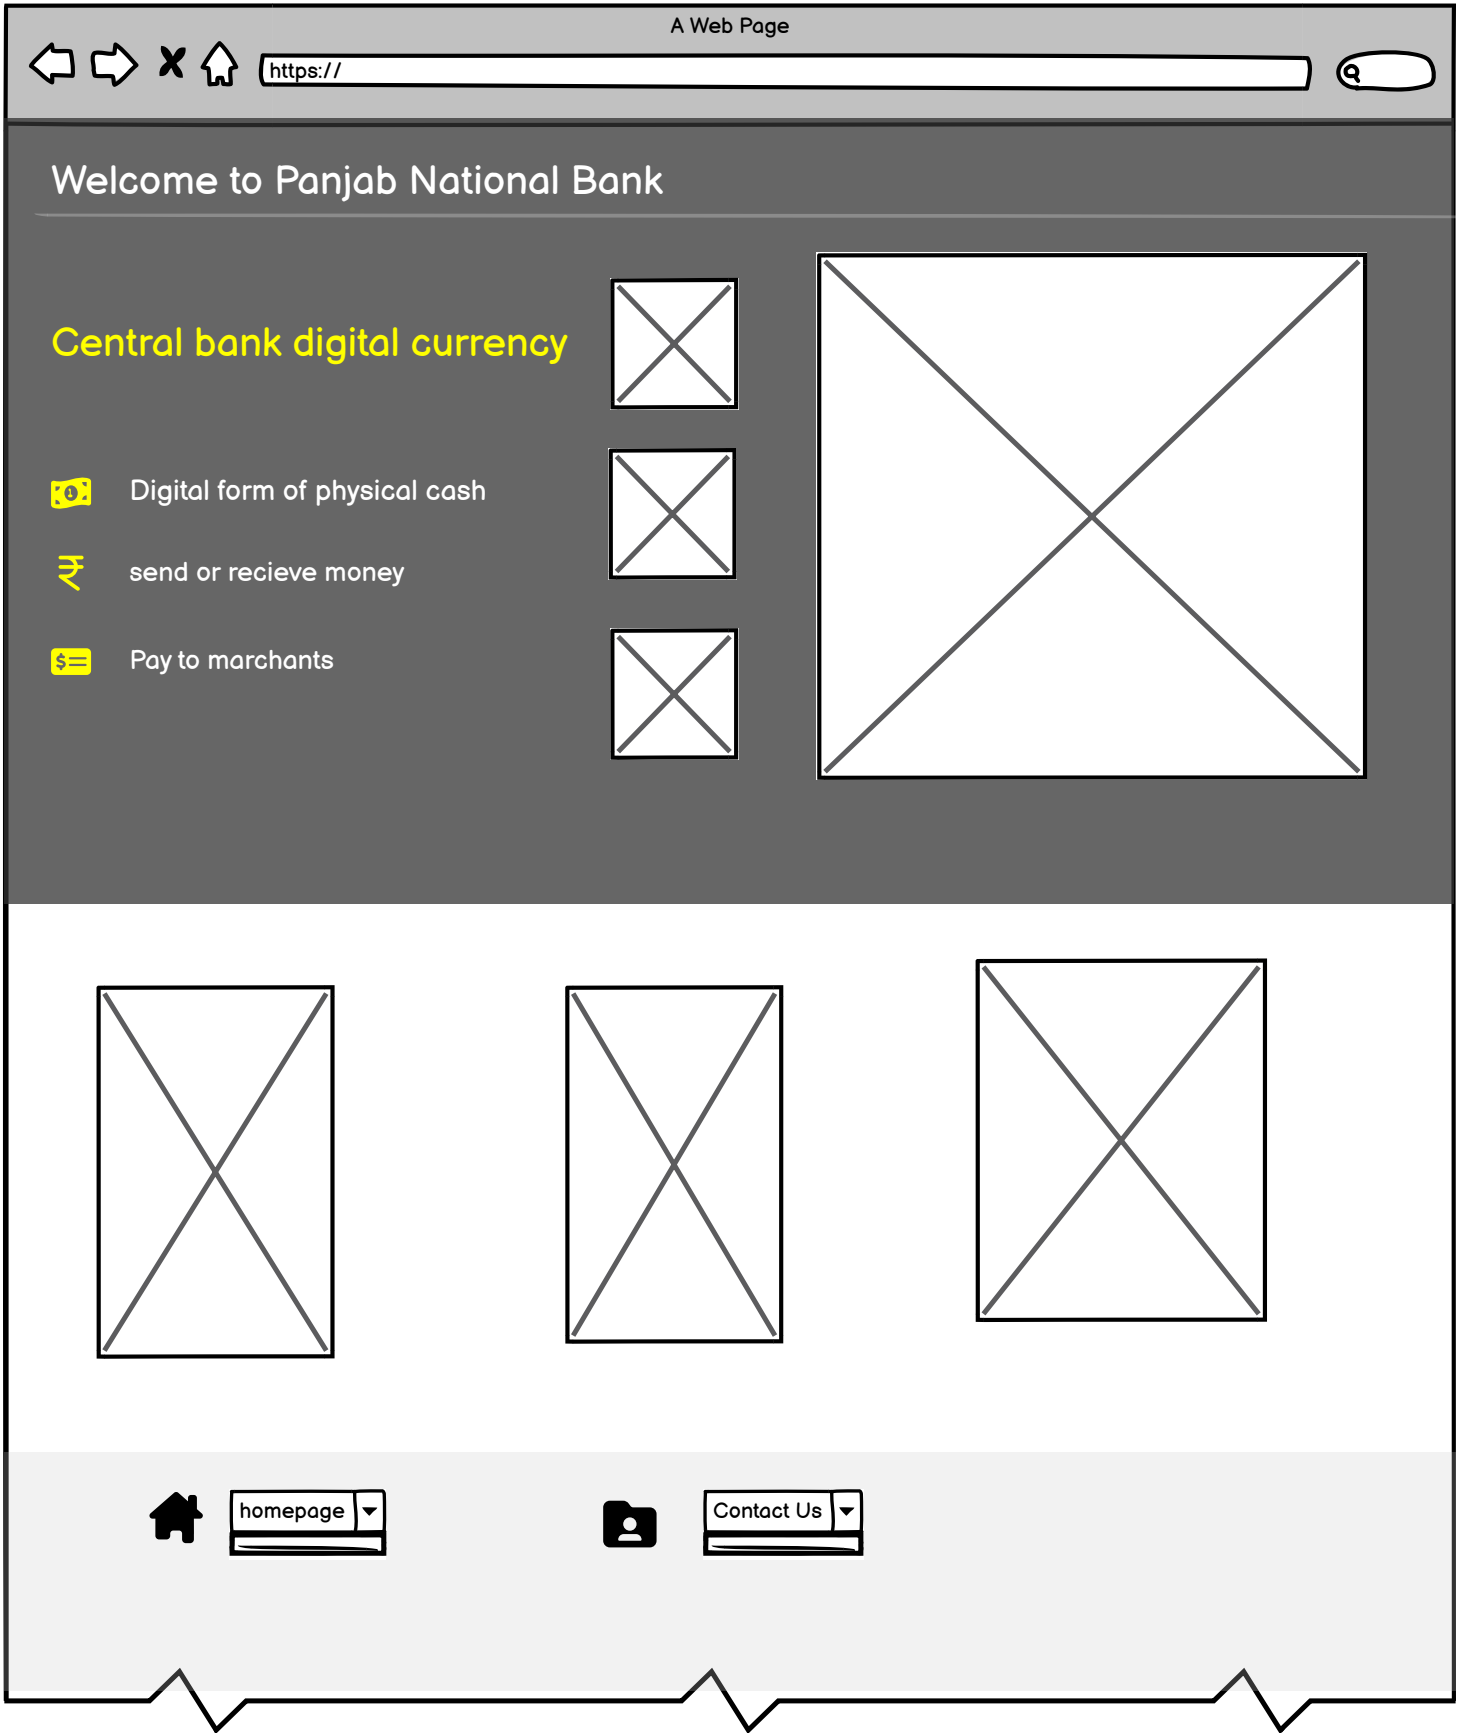 A Web Page
https://
Welcome to Panjab National Bank
Central bank digital currency
Digital form of physical cash
send or recieve money
Pay to marchants
homepage
Contact Us